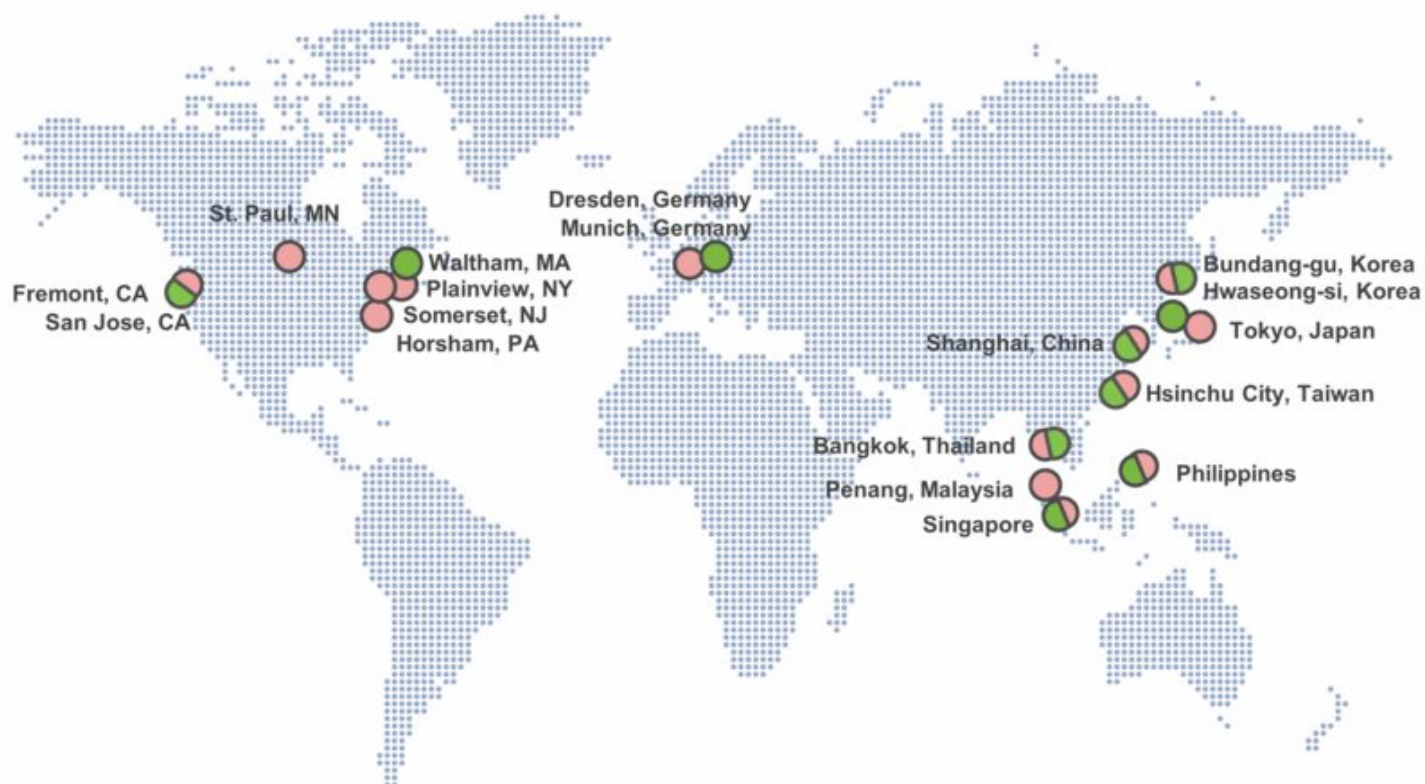 Dresden, Germany
St. Paul, MN
Munich, Germany
Waltham, MA
Bundang-gu, Korea
Fremont, CA
Plainview, NY
Hwaseong-si, Korea
San Jose, CA
Somerset, NJ
Tokyo, Japan
Horsham, PA
Shanghai, China
Hsinchu City, Taiwan
Bangkok, Thailand
Philippines
Penang, Malaysia
Singapore